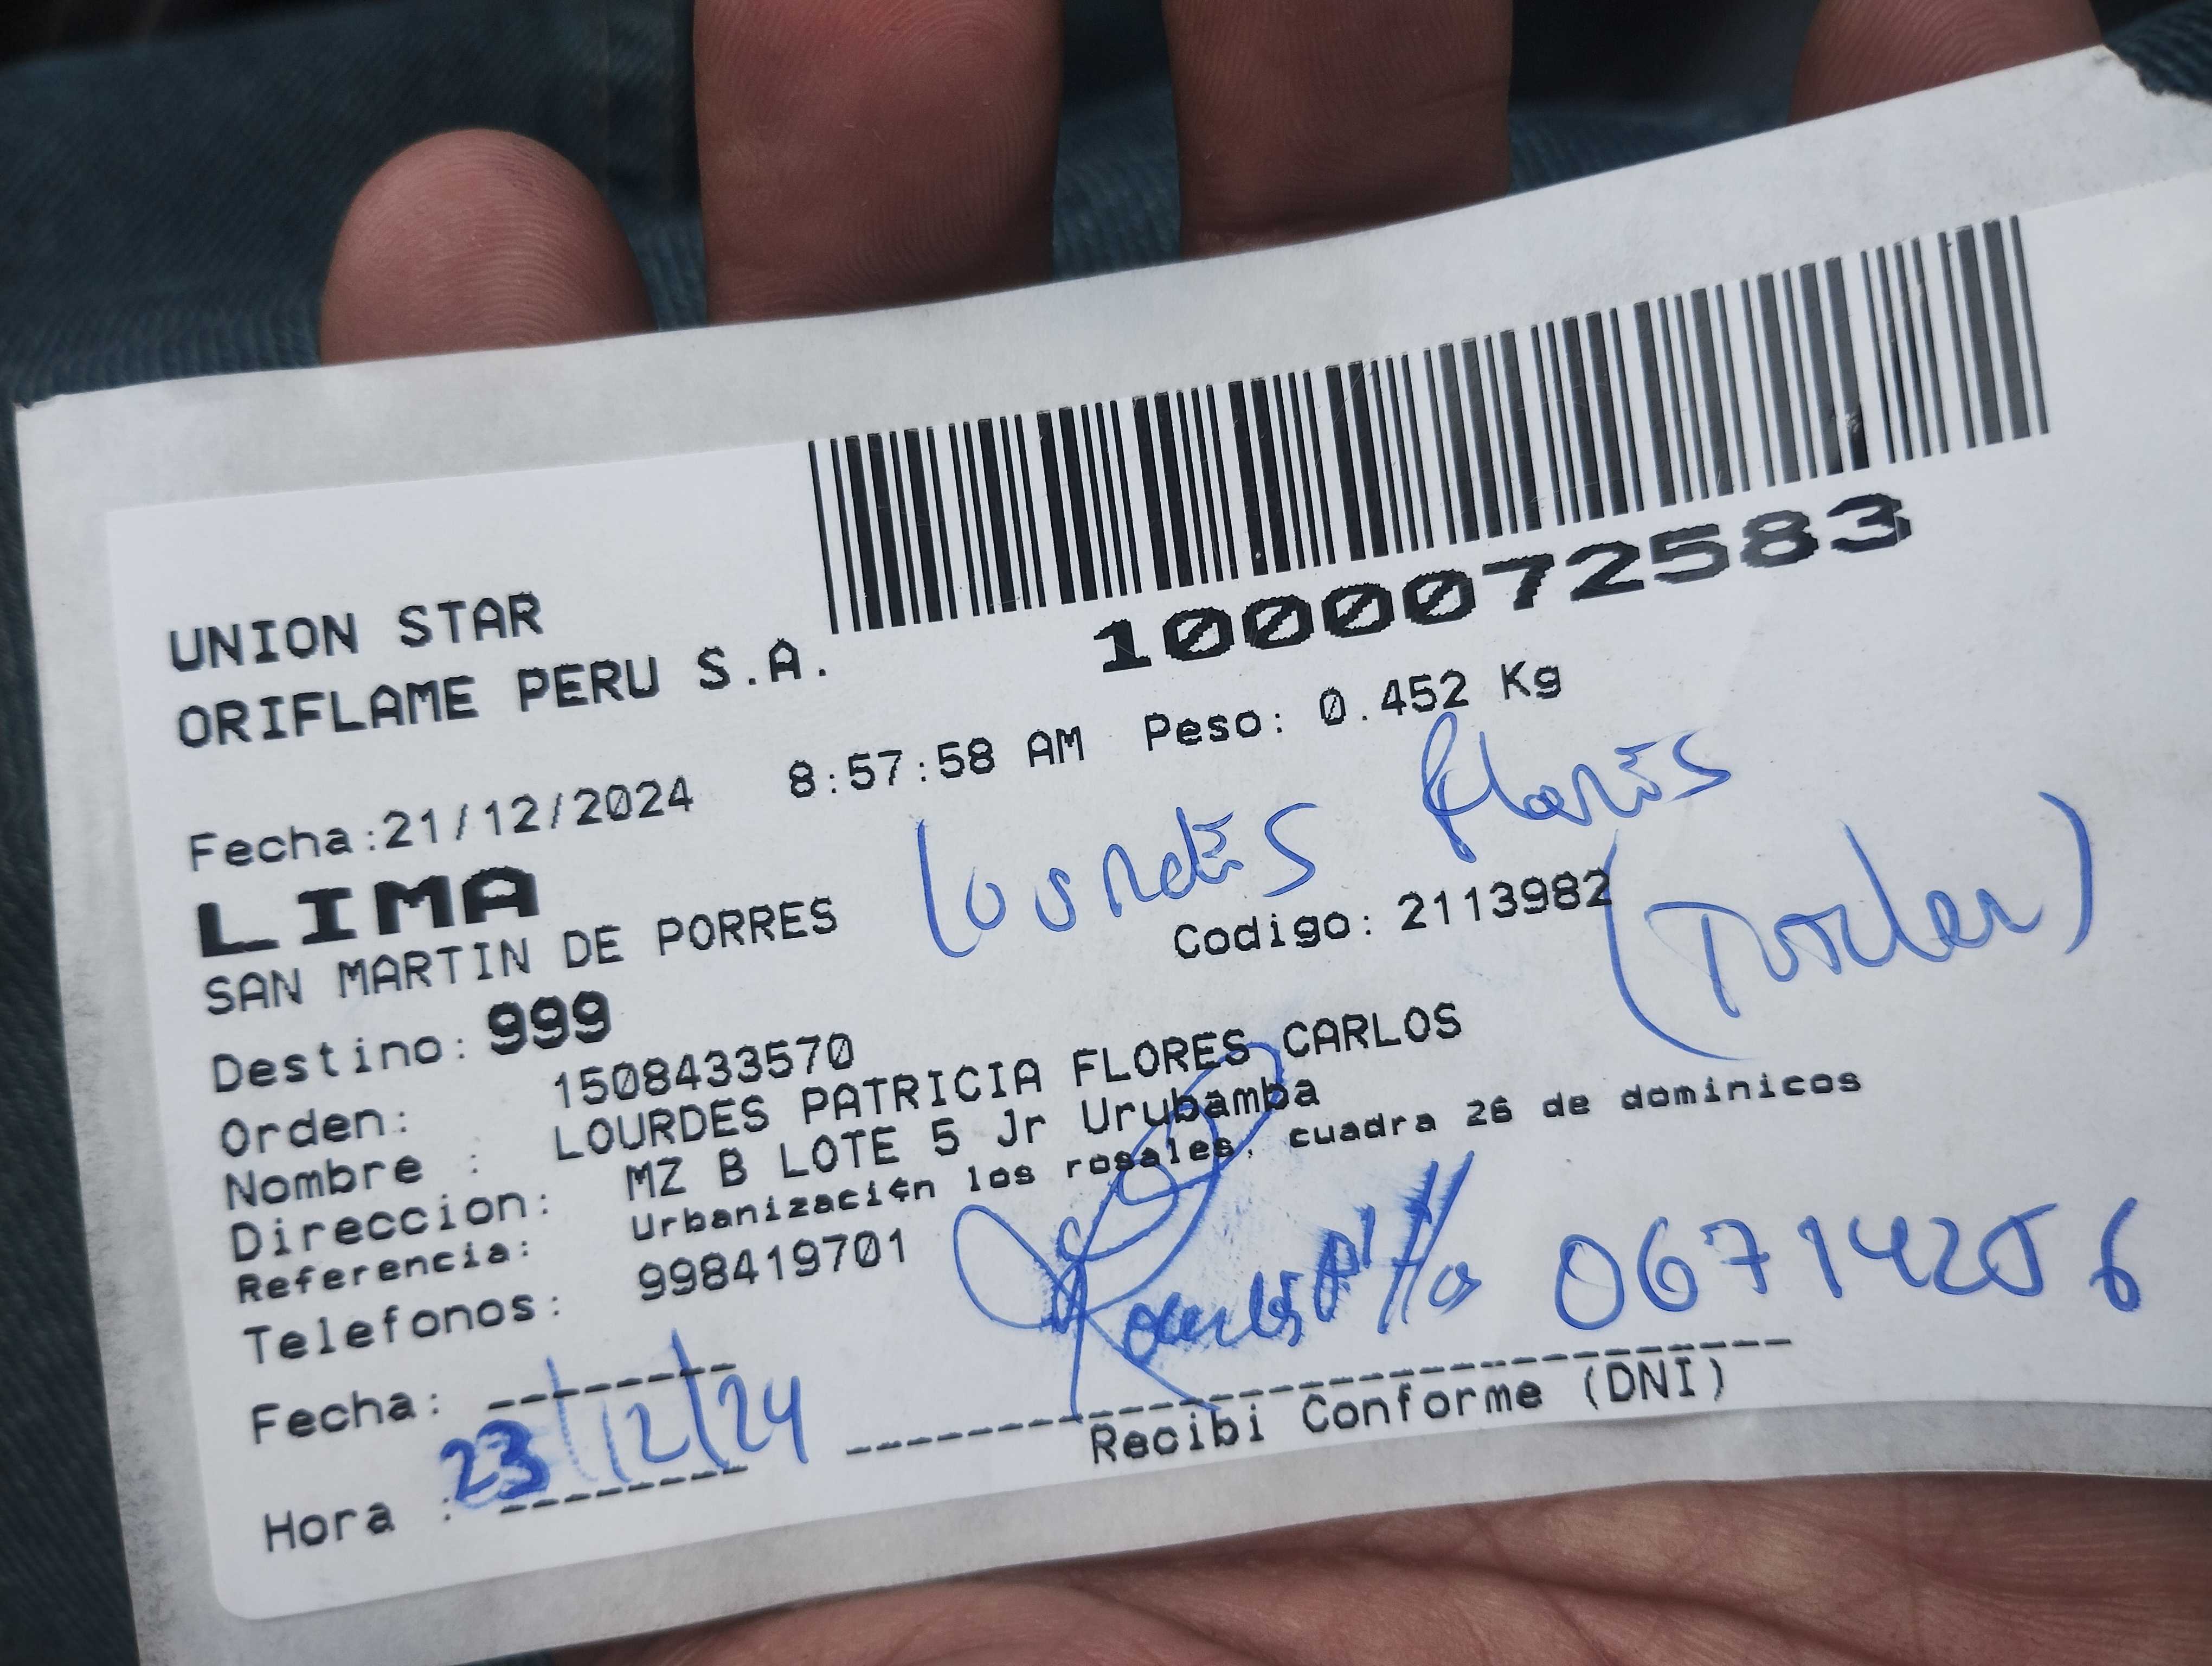 1000072583
UNION STAR
ORIFLAME PERU S.A.
Fecha:21/12/2024 8:57:58 AM Peso: 0.452 Kg
LIMA
Lourdes Flores
SAN MARTIN DE PORRES Codigo: 2113982
Destino: 999
Orden: 1508433570
Nombre : LOURDES PATRICIA FLORES CARLOS
Direccion: MZ B LOTE 5 Jr Urubamba
Referencia: Urbanizaci¢n los rosales, cuadra 26 de dominicos
Telefonos: 998419701
06714256
Fecha:
23/12/24
Recibi Conforme (DNI)
Hora :